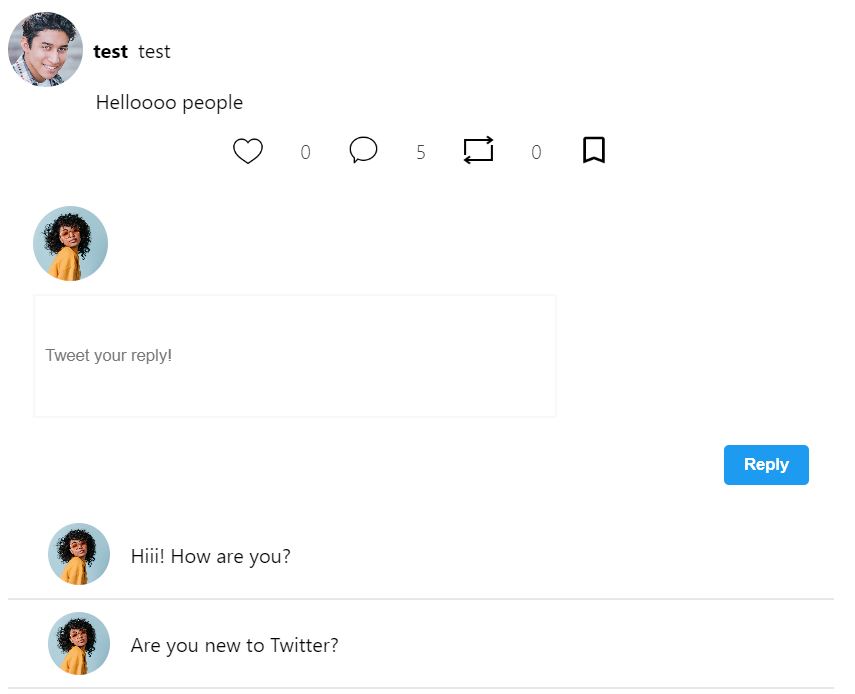 test test
Helloooo people
0 5 0
Tweet your reply!
Reply
Hiii! How are you?
Are you new to Twitter?